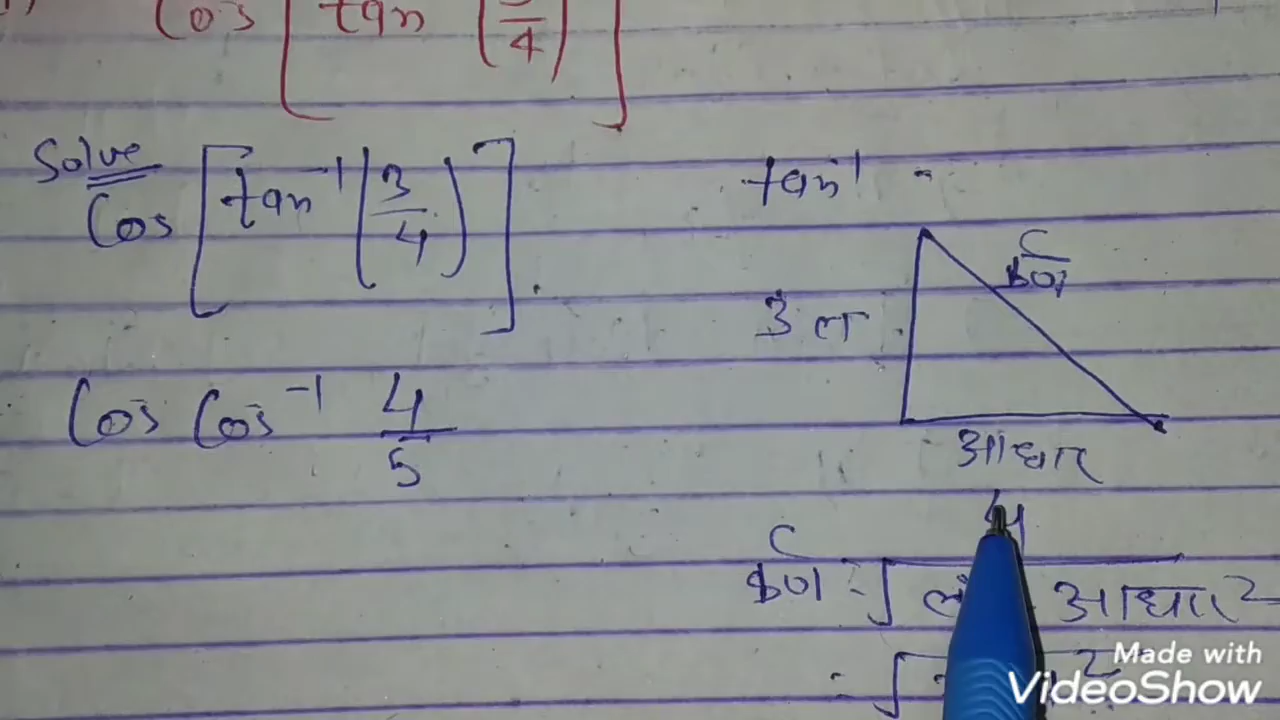 Cos [ tan ( 3/4 ) ]
Solve
Cos [ tan⁻¹ ( 3/4 ) ] .
Cos Cos⁻¹ 4/5
tan⁻¹ =
3 लं
कर्ण
आधार
4
कर्ण = √ आधार²
= √
Made with
VideoShow